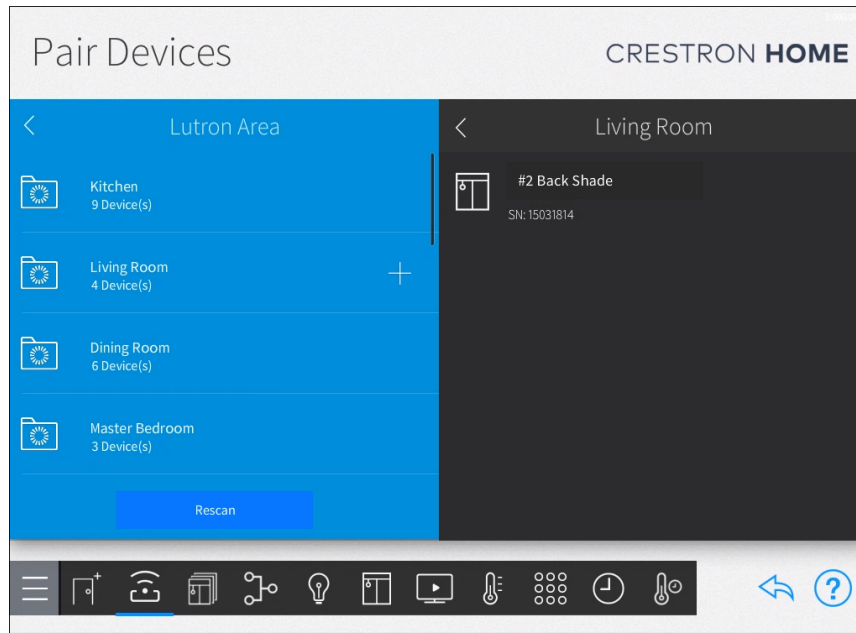 Pair Devices
CRESTRON HOME
Lutron Area
Kitchen
9 Device(s)
Living Room
4 Device(s)
Dining Room
6 Device(s)
Master Bedroom
3 Device(s)
Rescan
Living Room
#2 Back Shade
SN: 15031814
?